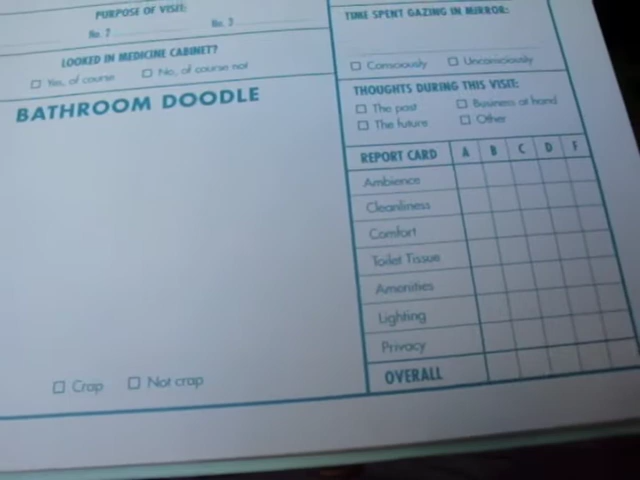 PURPOSE OF VISIT:
No. ? No. ?
LOOKED IN MEDICINE CABINET?
Yes, of course No, of course not
BATHROOM DOODLE
Crap Not crap
TIME SPENT GAZING IN MIRROR:
Consciously Unconsciously
THOUGHTS DURING THIS VISIT:
The past Business at hand
The future Other
REPORT CARD A B C D F
Ambience
Cleanliness
Comfort
Toilet Tissue
Amenities
Lighting
Privacy
OVERALL